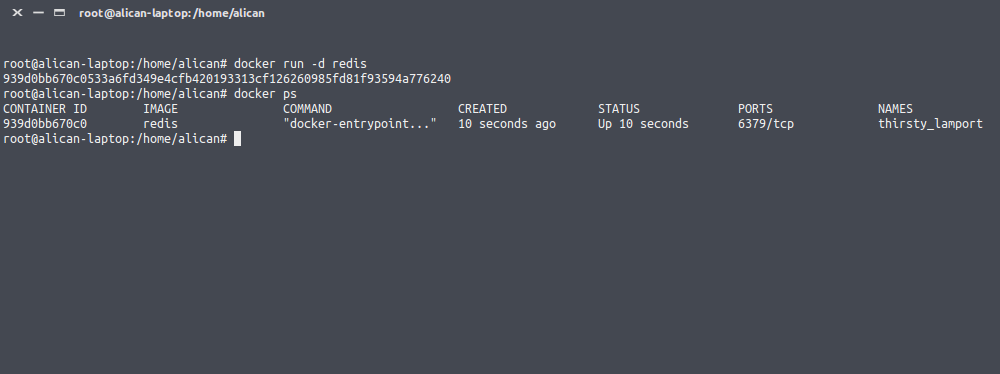 root@alican-laptop:/home/alican
root@alican-laptop:/home/alican# docker run -d redis
939d0bb670c0533a6fd349e4cfb420193313cf126260985fd81f93594a776240
root@alican-laptop:/home/alican# docker ps
CONTAINER ID        IMAGE               COMMAND                  CREATED             STATUS              PORTS               NAMES
939d0bb670c0        redis               "docker-entrypoint..."   10 seconds ago      Up 10 seconds       6379/tcp            thirsty_lamport
root@alican-laptop:/home/alican#